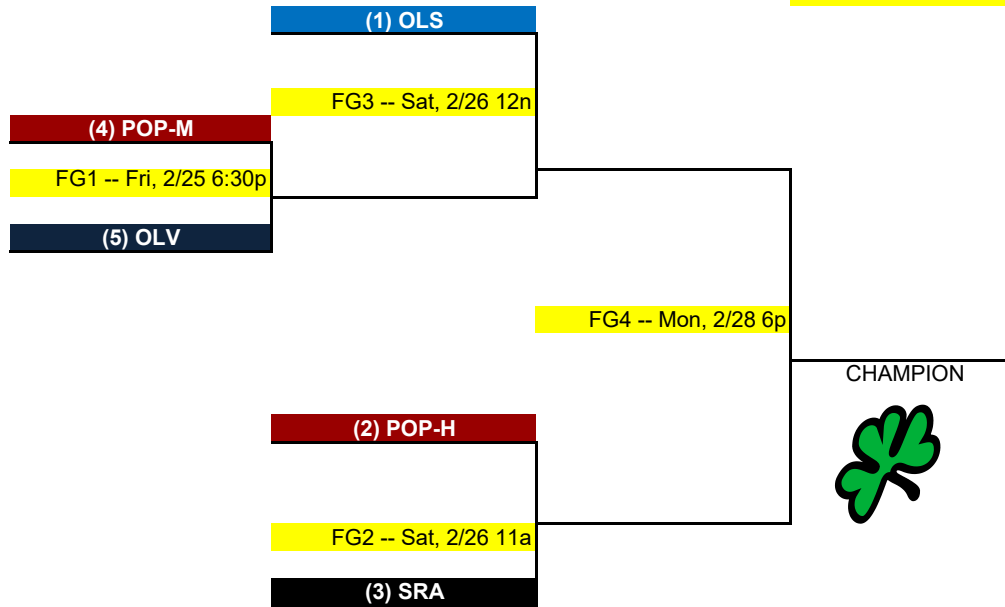 (1) OLS
FG3 -- Sat, 2/26 12n
(4) POP-M
FG1 -- Fri, 2/25 6:30p
(5) OLV
FG4 -- Mon, 2/28 6p
CHAMPION
(2) POP-H
FG2 -- Sat, 2/26 11a
(3) SRA